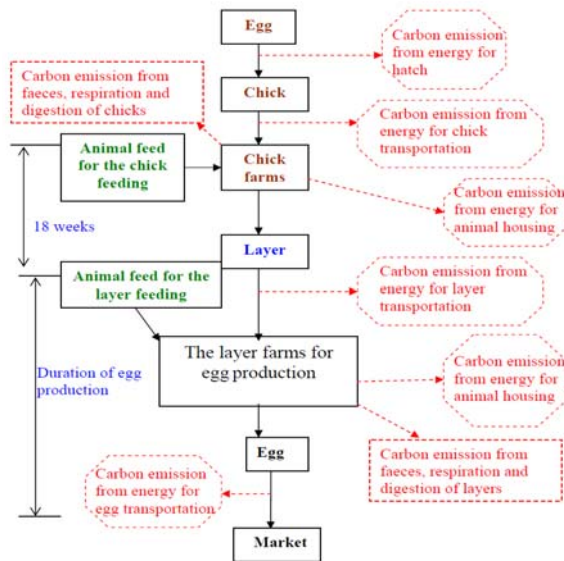 Egg
Carbon emission
from energy for
hatch
Carbon emission from
faeces, respiration and
digestion of chicks
Chick
Carbon emission from
energy for chick
transportation
Animal feed
for the chick
feeding
Chick
farms
Carbon emission
from energy for
animal housing
18 weeks
Layer
Animal feed for the
layer feeding
Carbon emission from
energy for layer
transportation
The layer farms for
egg production
Carbon emission
from energy for
animal housing
Duration of egg
production
Egg
Carbon emission from
faeces, respiration and
digestion of layers
Carbon emission
from energy for
egg transportation
Market